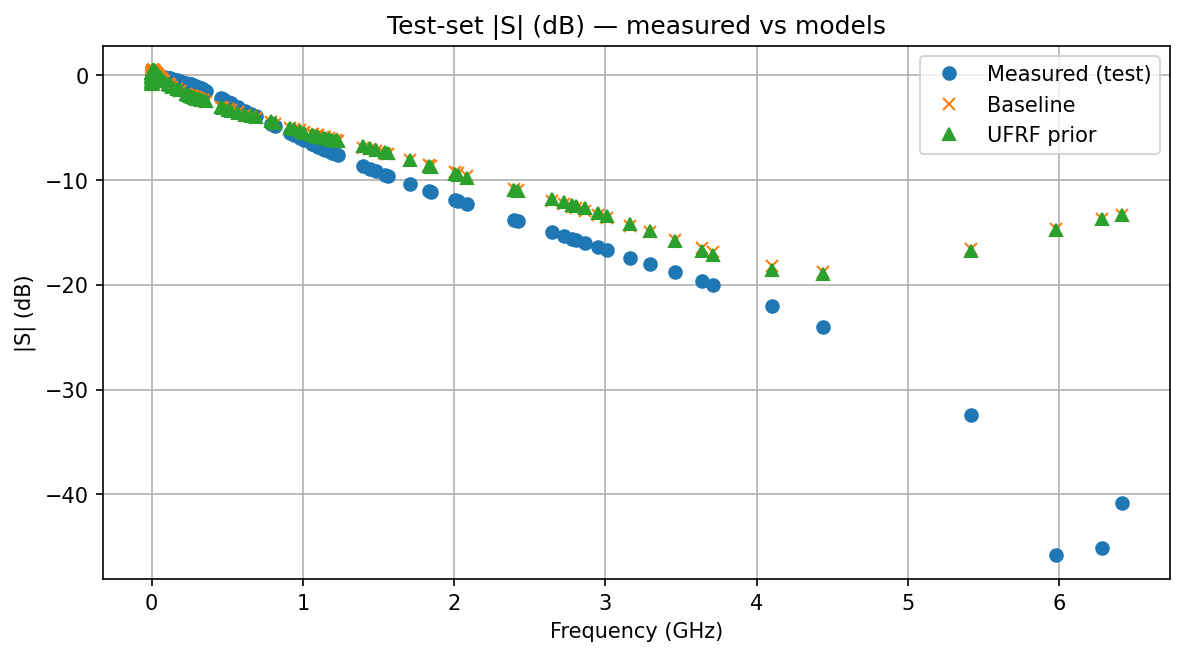 Test-set |S| (dB) — measured vs models
Measured (test)
Baseline
UFRF prior
|S| (dB)
0
−10
−20
−30
−40
0 1 2 3 4 5 6
Frequency (GHz)